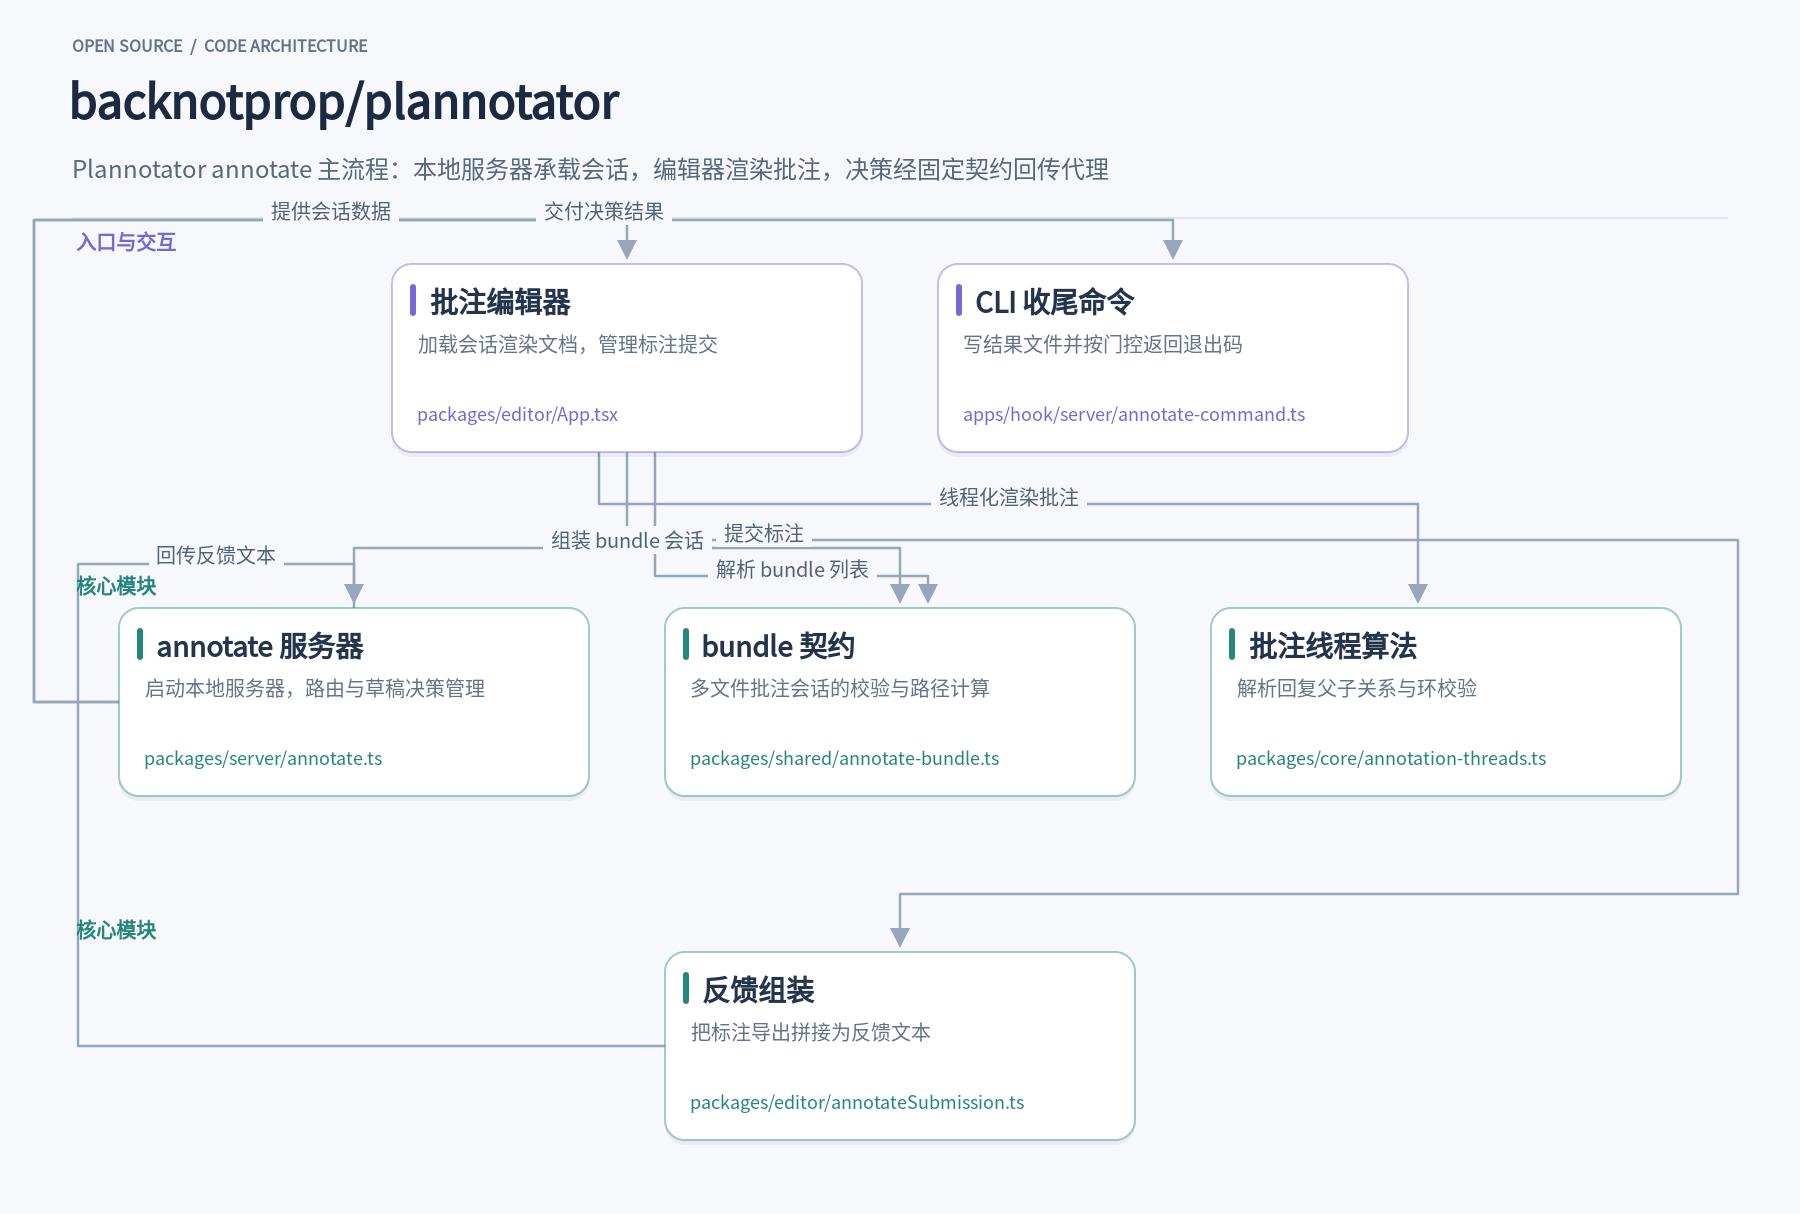 OPEN SOURCE / CODE ARCHITECTURE
backnotprop/plannotator
Plannotator annotate 主流程：本地服务器承载会话，编辑器渲染批注，决策经固定契约回传代理
提供会话数据
交付决策结果
入口与交互
批注编辑器
加载会话渲染文档，管理标注提交
packages/editor/App.tsx
CLI 收尾命令
写结果文件并按门控返回退出码
apps/hook/server/annotate-command.ts
线程化渲染批注
提交标注
组装 bundle 会话
回传反馈文本
解析 bundle 列表
核心模块
annotate 服务器
启动本地服务器，路由与草稿决策管理
packages/server/annotate.ts
bundle 契约
多文件批注会话的校验与路径计算
packages/shared/annotate-bundle.ts
批注线程算法
解析回复父子关系与环校验
packages/core/annotation-threads.ts
核心模块
反馈组装
把标注导出拼接为反馈文本
packages/editor/annotateSubmission.ts